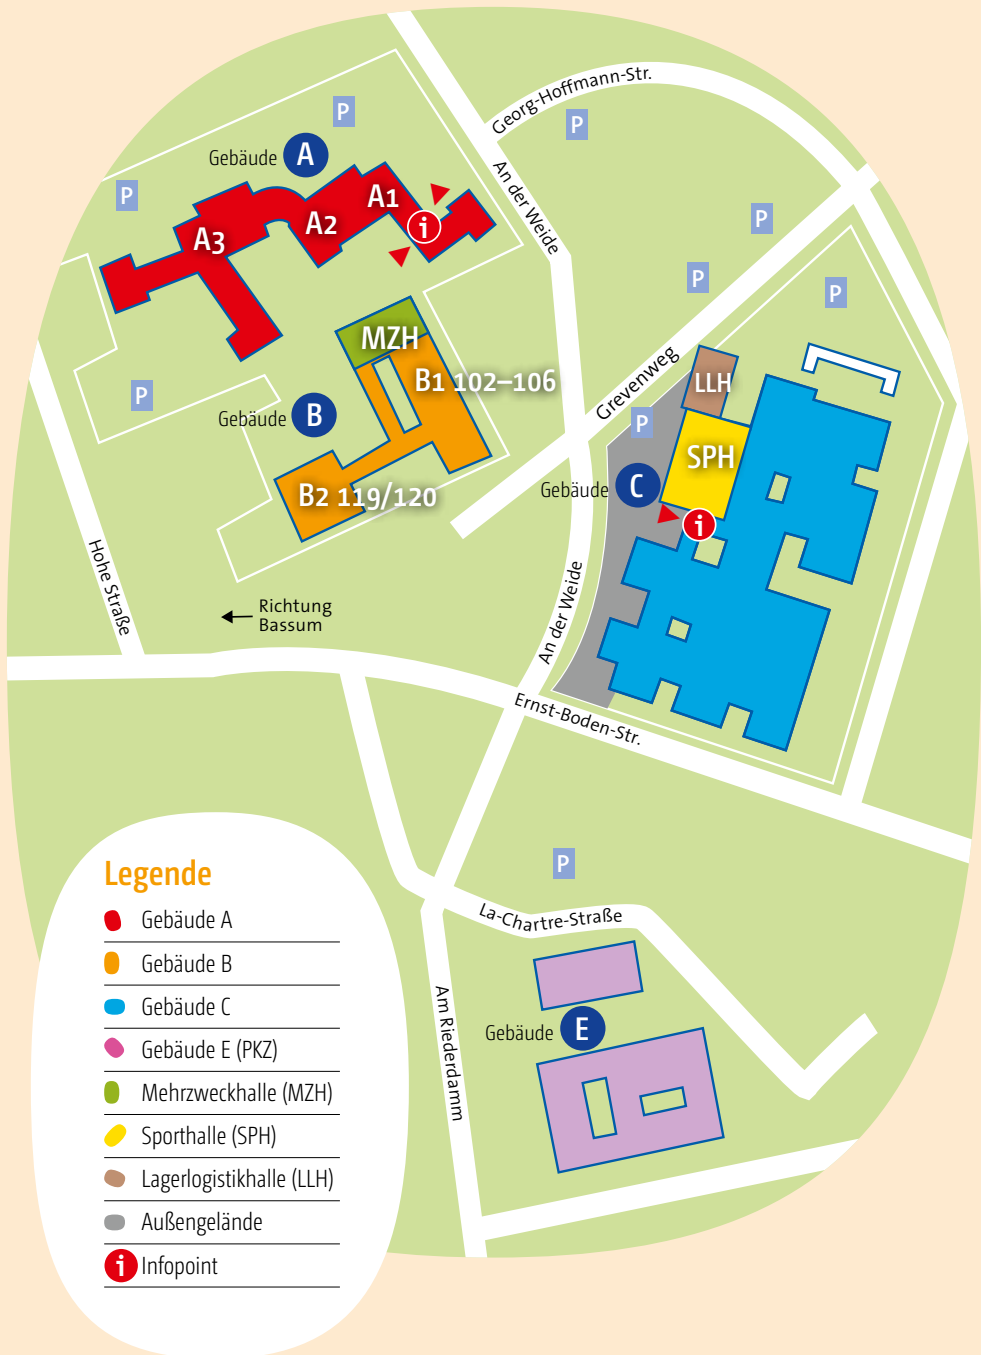 P
Georg-Hoffmann-Str.
P
Gebäude A
An der Weide
P
A1
A2
A3
i
P
P
P
MZH
B1 102–106
Grevenweg
LLH
P
Gebäude B
P
SPH
Gebäude C
B2 119/120
i
Hohe Straße
An der Weide
Richtung
Bassum
Ernst-Boden-Str.
P
La-Chartre-Straße
Am Riederdamm
Gebäude E
Legende
Gebäude A
Gebäude B
Gebäude C
Gebäude E (PKZ)
Mehrzweckhalle (MZH)
Sporthalle (SPH)
Lagerlogistikhalle (LLH)
Außengelände
i Infopoint